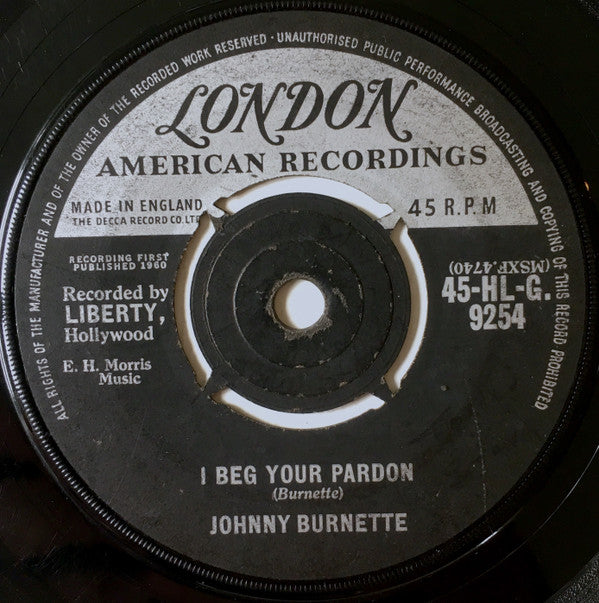 ALL RIGHTS OF THE MANUFACTURER AND OF THE OWNER OF THE RECORDED WORK RESERVED · UNAUTHORISED PUBLIC PERFORMANCE BROADCASTING AND COPYING OF THIS RECORD PROHIBITED
LONDON
AMERICAN RECORDINGS
MADE IN ENGLAND
THE DECCA RECORD CO. LTD
45 R.P.M
RECORDING FIRST
PUBLISHED 1960
Recorded by
LIBERTY,
Hollywood
E. H. Morris
Music
(MSXF.4740)
45-HL-G.
9254
I BEG YOUR PARDON
(Burnette)
JOHNNY BURNETTE